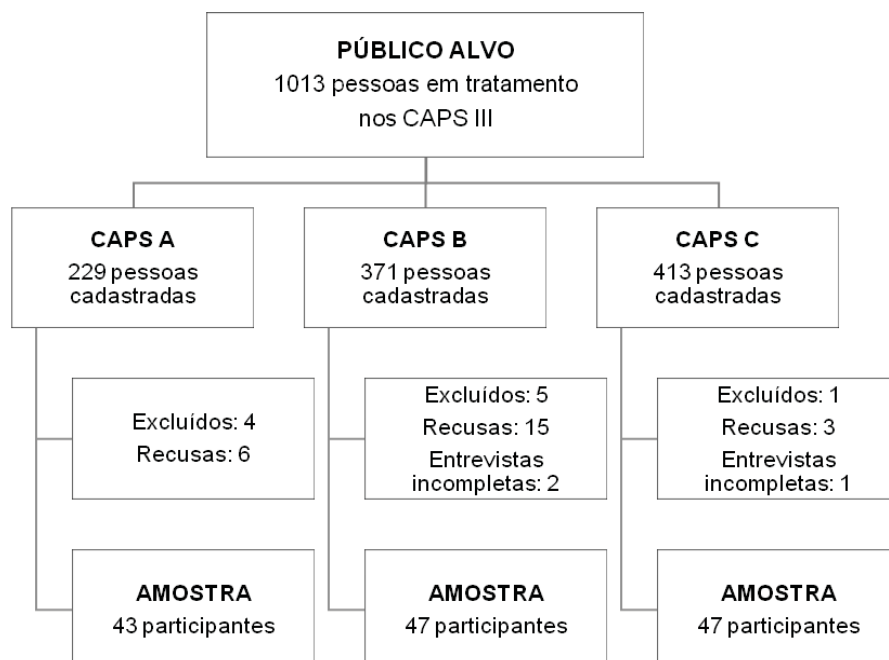 PÚBLICO ALVO
1013 pessoas em tratamento
nos CAPS III
CAPS A
229 pessoas
cadastradas
CAPS B
371 pessoas
cadastradas
CAPS C
413 pessoas
cadastradas
Excluídos: 4
Recusas: 6
Excluídos: 5
Recusas: 15
Entrevistas
incompletas: 2
Excluídos: 1
Recusas: 3
Entrevistas
incompletas: 1
AMOSTRA
43 participantes
AMOSTRA
47 participantes
AMOSTRA
47 participantes